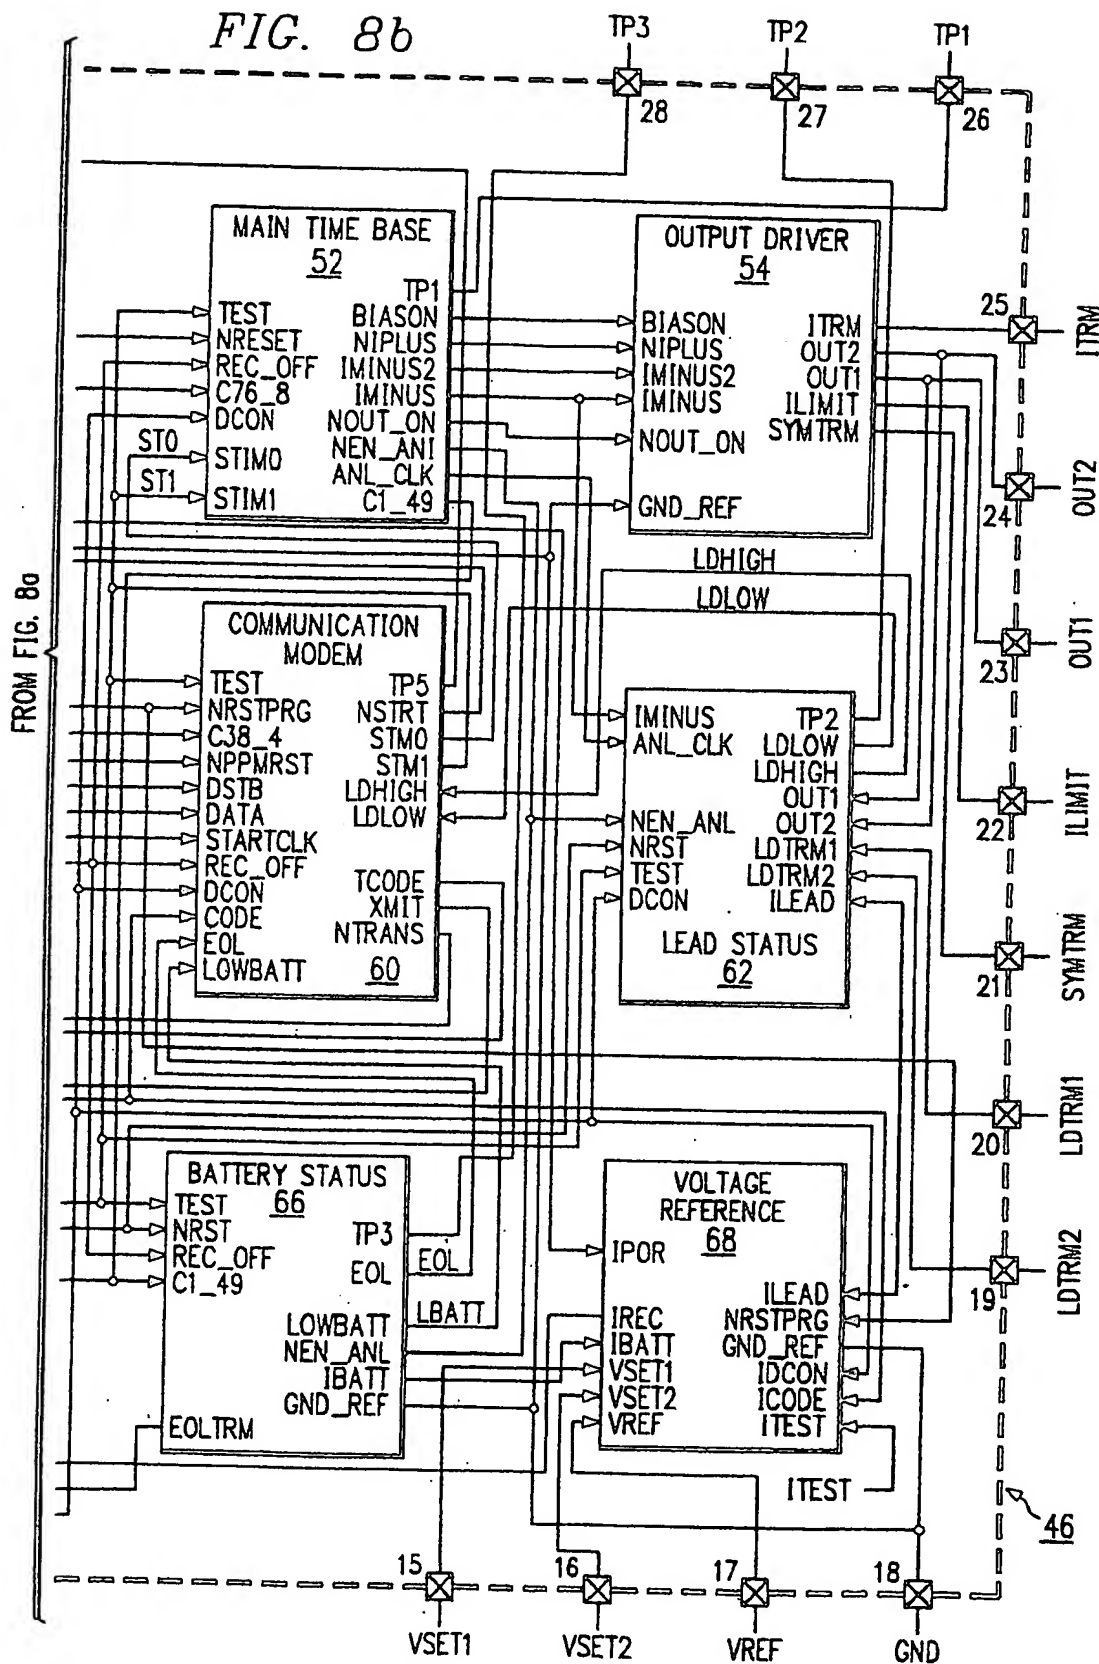 FIG. 8b
TP3
TP2
TP1
28
27
26
FROM FIG. 8a
MAIN TIME BASE
52
TP1
TEST
BIASON
NRESET
NIPLUS
REC_OFF
IMINUS2
C76_8
IMINUS
DCON
NOUT_ON
NEN_ANI
ST0
STIM0
ANL_CLK
ST1
STIM1
C1_49
OUTPUT DRIVER
54
BIASON
ITRM
NIPLUS
OUT2
IMINUS2
OUT1
IMINUS
ILIMIT
NOUT_ON
SYMTRM
GND_REF
25
ITRM
24
OUT2
23
OUT1
22
ILIMIT
21
SYMTRM
20
LDTRM1
19
LDTRM2
LDHIGH
LDLOW
COMMUNICATION
MODEM
TEST
TP5
NRSTPRG
NSTRT
C38_4
STM0
NPPMRST
STM1
DSTB
LDHIGH
DATA
LDLOW
STARTCLK
REC_OFF
DCON
TCODE
CODE
XMIT
EOL
NTRANS
LOWBATT
60
IMINUS
TP2
ANL_CLK
LDLOW
LDHIGH
OUT1
NEN_ANL
OUT2
NRST
LDTRM1
TEST
LDTRM2
DCON
ILEAD
LEAD STATUS
62
BATTERY STATUS
66
TEST
NRST
TP3
REC_OFF
EOL
EOL
C1_49
LOWBATT
LBATT
NEN_ANL
IBATT
GND_REF
EOLTRM
VOLTAGE
REFERENCE
68
IPOR
ILEAD
IREC
NRSTPRG
IBATT
GND_REF
VSET1
IDCON
VSET2
ICODE
VREF
ITEST
ITEST
46
15
16
17
18
VSET1
VSET2
VREF
GND